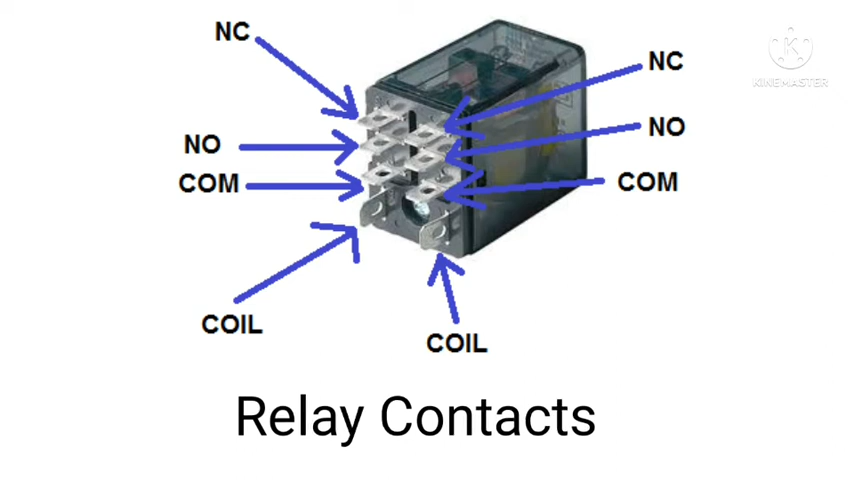 NC
NC
NO
NO
COM
COM
COIL
COIL
Relay Contacts
KINEMASTER